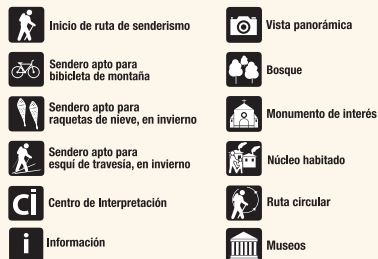 Inicio de ruta de senderismo
Sendero apto para
bibicleta de montaña
Sendero apto para
raquetas de nieve, en invierno
Sendero apto para
esquí de travesía, en invierno
ci
Centro de Interpretación
i
Información
Vista panorámica
Bosque
Monumento de interés
Núcleo habitado
Ruta circular
Museos